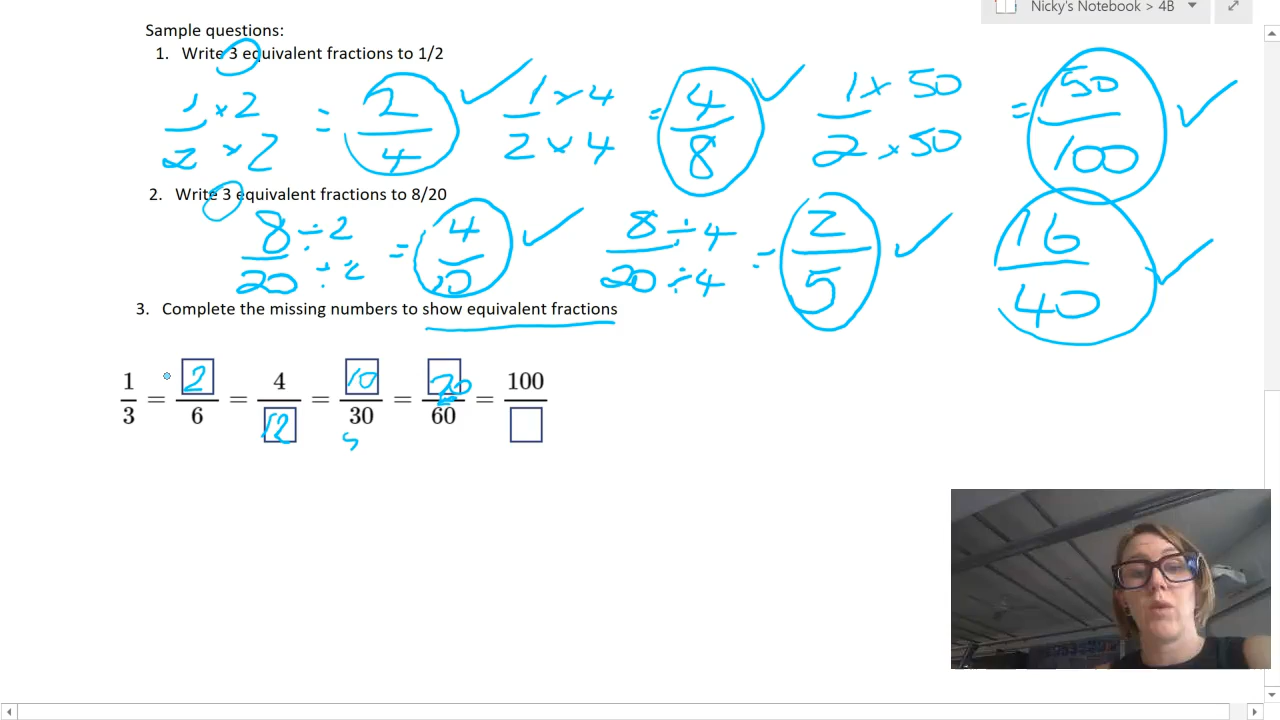 Nicky's Notebook > 4B
Sample questions:
1. Write 3 equivalent fractions to 1/2
1 × 2 / 2 × 2 = 2/4 1 × 4 / 2 × 4 = 4/8 1 × 50 / 2 × 50 = 50/100
2. Write 3 equivalent fractions to 8/20
8 ÷ 2 / 20 ÷ 2 = 4/10 8 ÷ 4 / 20 ÷ 4 = 2/5 16/40
3. Complete the missing numbers to show equivalent fractions
1/3 = 2/6 = 4/12 = 10/30 = 20/60 = 100/□